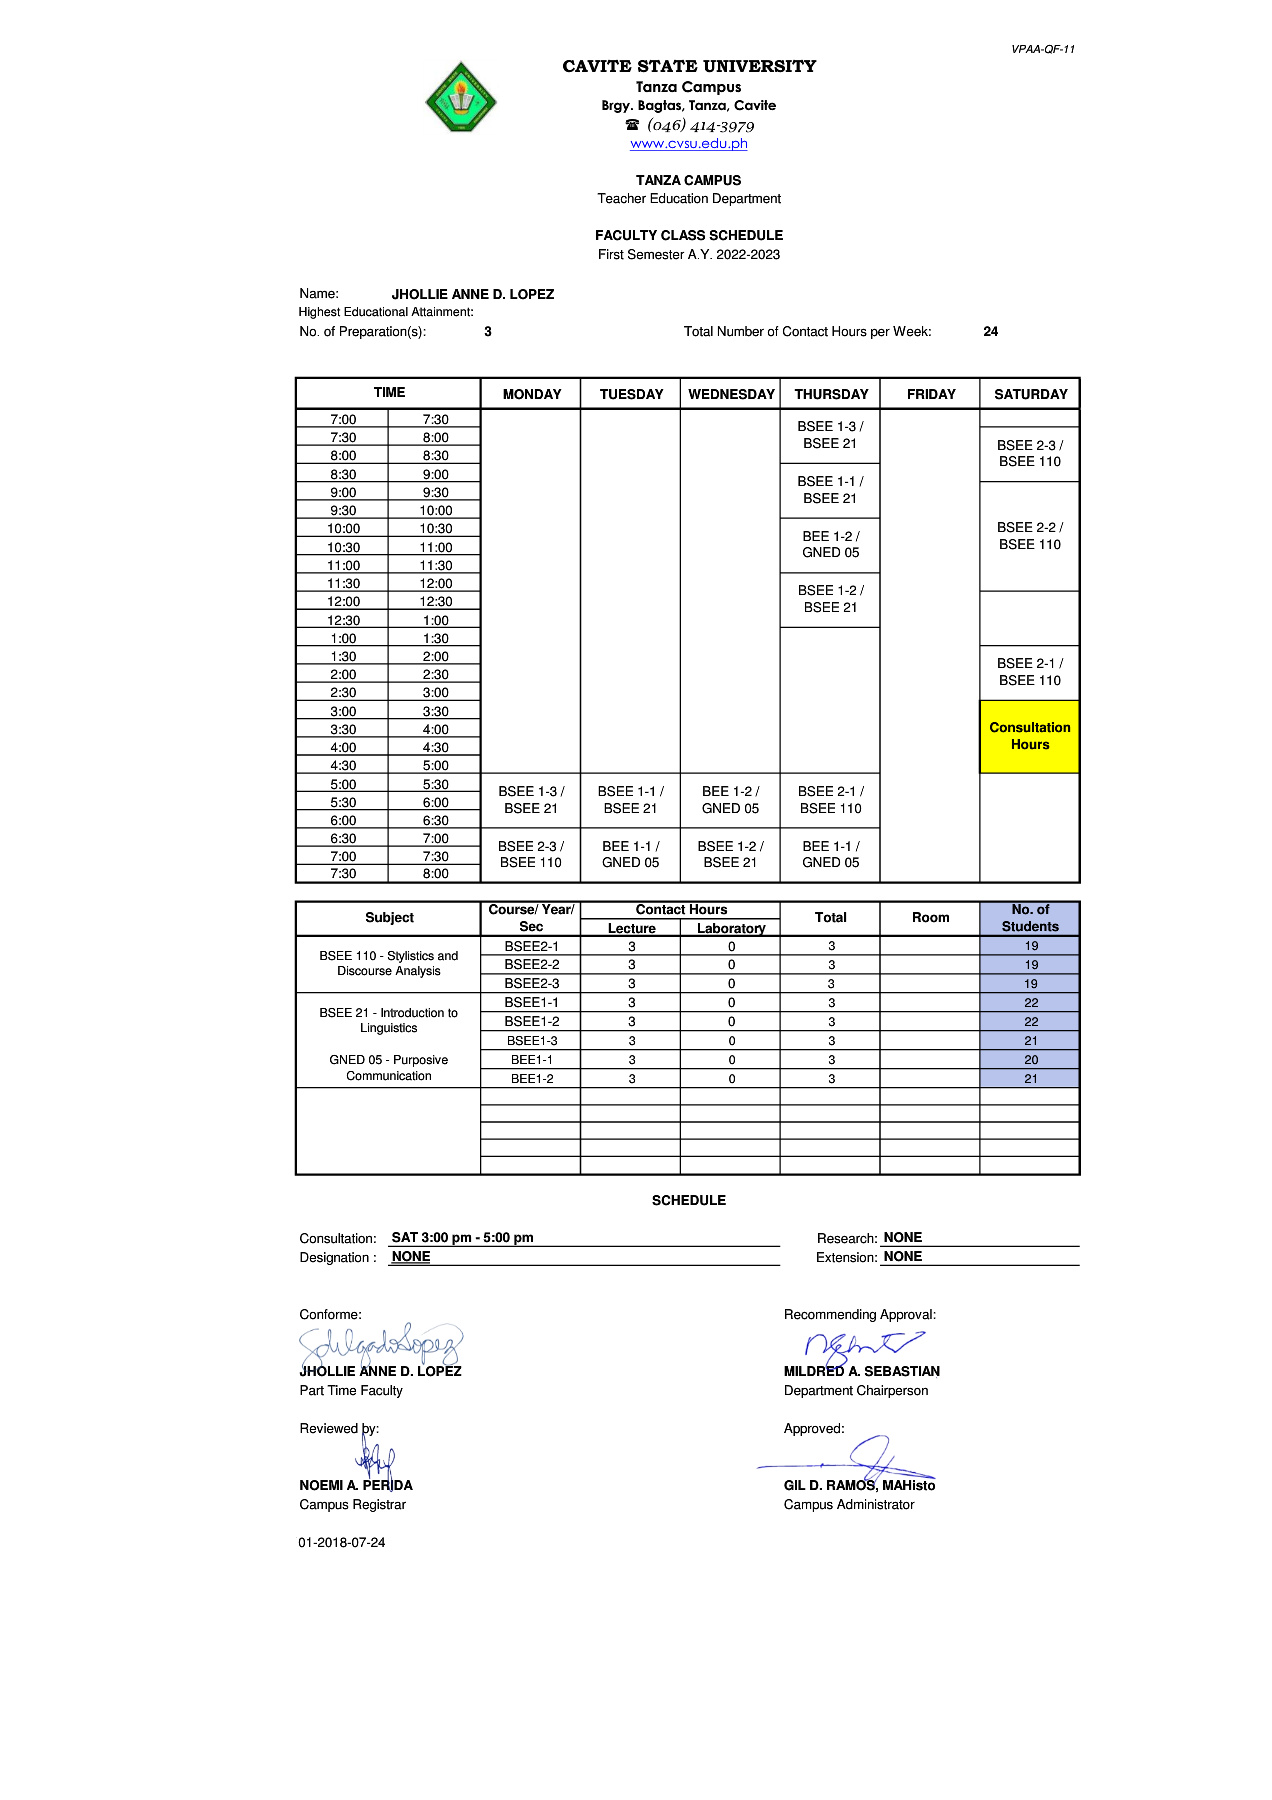 VPAA-QF-11
CAVITE STATE UNIVERSITY
Tanza Campus
Brgy. Bagtas, Tanza, Cavite
☎ (046) 414-3979
www.cvsu.edu.ph
TANZA CAMPUS
Teacher Education Department
FACULTY CLASS SCHEDULE
First Semester A.Y. 2022-2023
Name: JHOLLIE ANNE D. LOPEZ
Highest Educational Attainment:
No. of Preparation(s): 3 Total Number of Contact Hours per Week: 24
TIME MONDAY TUESDAY WEDNESDAY THURSDAY FRIDAY SATURDAY
7:00 7:30
7:30 8:00
8:00 8:30
8:30 9:00
9:00 9:30
9:30 10:00
10:00 10:30
10:30 11:00
11:00 11:30
11:30 12:00
12:00 12:30
12:30 1:00
1:00 1:30
1:30 2:00
2:00 2:30
2:30 3:00
3:00 3:30
3:30 4:00
4:00 4:30
4:30 5:00
5:00 5:30
5:30 6:00
6:00 6:30
6:30 7:00
7:00 7:30
7:30 8:00
BSEE 1-3 /
BSEE 21
BSEE 2-3 /
BSEE 110
BSEE 1-1 /
BSEE 21
BSEE 2-2 /
BSEE 110
BEE 1-2 /
GNED 05
BSEE 1-2 /
BSEE 21
BSEE 2-1 /
BSEE 110
Consultation
Hours
BSEE 1-3 / BSEE 1-1 / BEE 1-2 / BSEE 2-1 /
BSEE 21 BSEE 21 GNED 05 BSEE 110
BSEE 2-3 / BEE 1-1 / BSEE 1-2 / BEE 1-1 /
BSEE 110 GNED 05 BSEE 21 GNED 05
Subject Course/ Year/ Sec Contact Hours Total Room No. of Students
Lecture Laboratory
BSEE 110 - Stylistics and
Discourse Analysis
BSEE2-1 3 0 3 19
BSEE2-2 3 0 3 19
BSEE2-3 3 0 3 19
BSEE 21 - Introduction to
Linguistics
BSEE1-1 3 0 3 22
BSEE1-2 3 0 3 22
BSEE1-3 3 0 3 21
GNED 05 - Purposive
Communication
BEE1-1 3 0 3 20
BEE1-2 3 0 3 21
SCHEDULE
Consultation: SAT 3:00 pm - 5:00 pm Research: NONE
Designation : NONE Extension: NONE
Conforme: Recommending Approval:
JHOLLIE ANNE D. LOPEZ MILDRED A. SEBASTIAN
Part Time Faculty Department Chairperson
Reviewed by: Approved:
NOEMI A. PERIDA GIL D. RAMOS, MAHisto
Campus Registrar Campus Administrator
01-2018-07-24